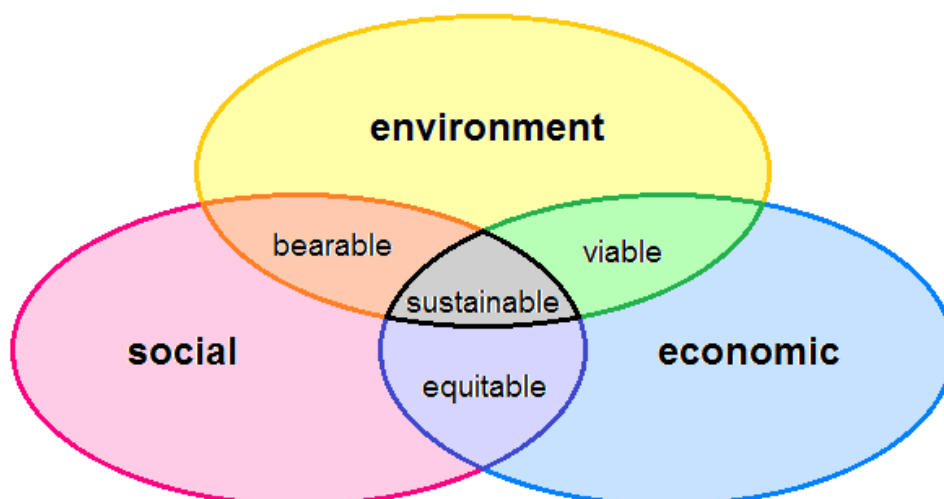 environment
bearable
viable
sustainable
social
economic
equitable